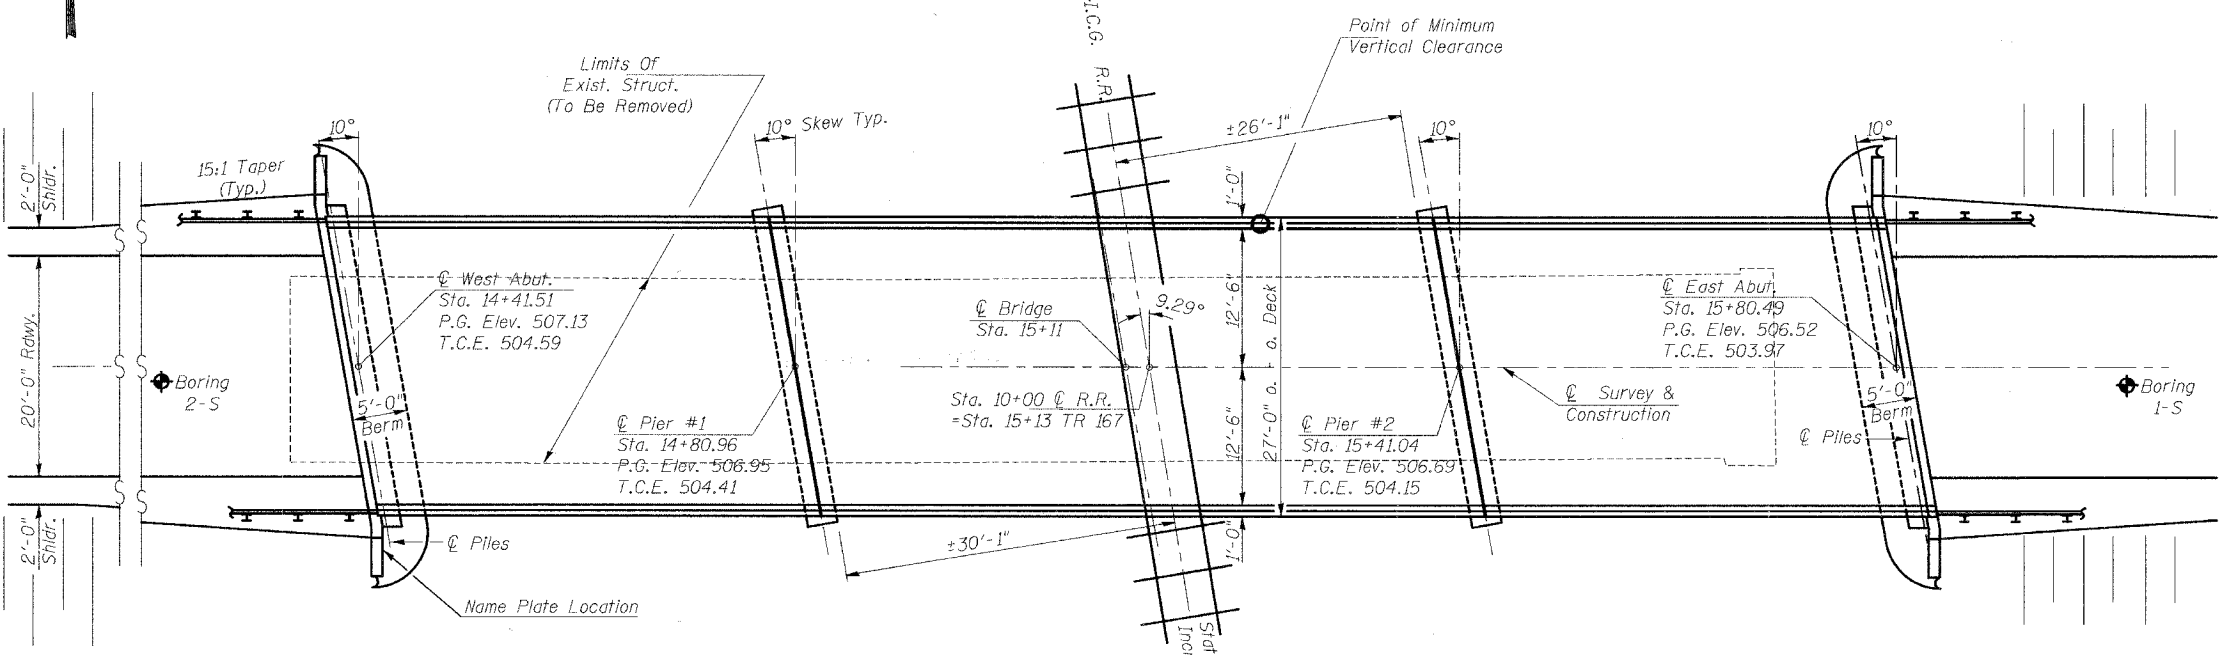 I.C.G. R.R.
Point of Minimum
Vertical Clearance
Limits Of
Exist. Struct.
(To Be Removed)
10°
10° Skew Typ.
±26'-1"
10°
10°
15:1 Taper
(Typ.)
2'-0"
Shldr.
1'-0"
℄ West Abut.
Sta. 14+41.51
P.G. Elev. 507.13
T.C.E. 504.59
℄ Bridge
Sta. 15+11
9.29°
12'-6"
27'-0" o. - o. Deck
℄ East Abut.
Sta. 15+80.49
P.G. Elev. 506.52
T.C.E. 503.97
20'-0" Rdwy.
Boring
2-S
5'-0"
Berm
Sta. 10+00 ℄ R.R.
=Sta. 15+13 TR 167
℄ Survey &
Construction
5'-0"
Berm
Boring
1-S
℄ Pier #1
Sta. 14+80.96
P.G. Elev. 506.95
T.C.E. 504.41
12'-6"
℄ Pier #2
Sta. 15+41.04
P.G. Elev. 506.69
T.C.E. 504.15
℄ Piles
2'-0"
Shldr.
℄ Piles
±30'-1"
1'-0"
Name Plate Location